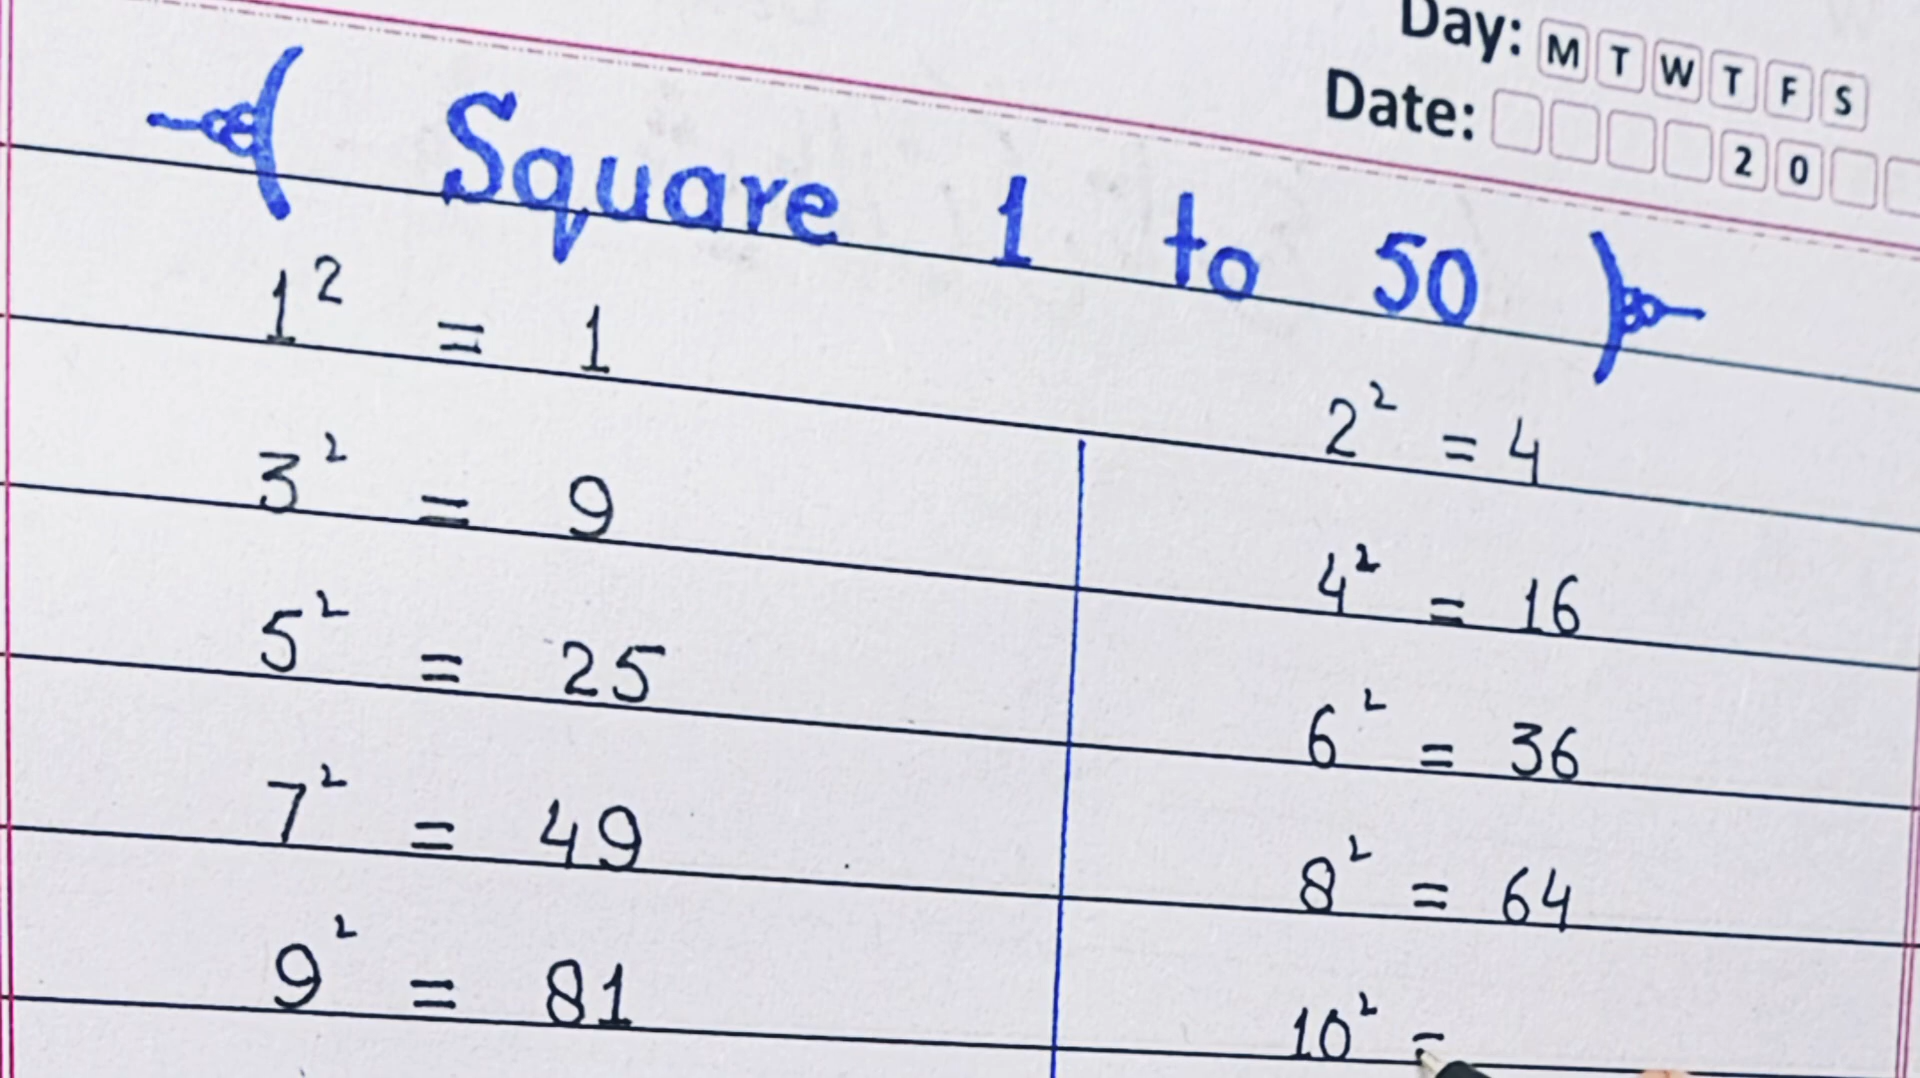 Day: M T W T F S
Date: 2 0
Square 1 to 50
1² = 1
2² = 4
3² = 9
4² = 16
5² = 25
6² = 36
7² = 49
8² = 64
9² = 81
10² =